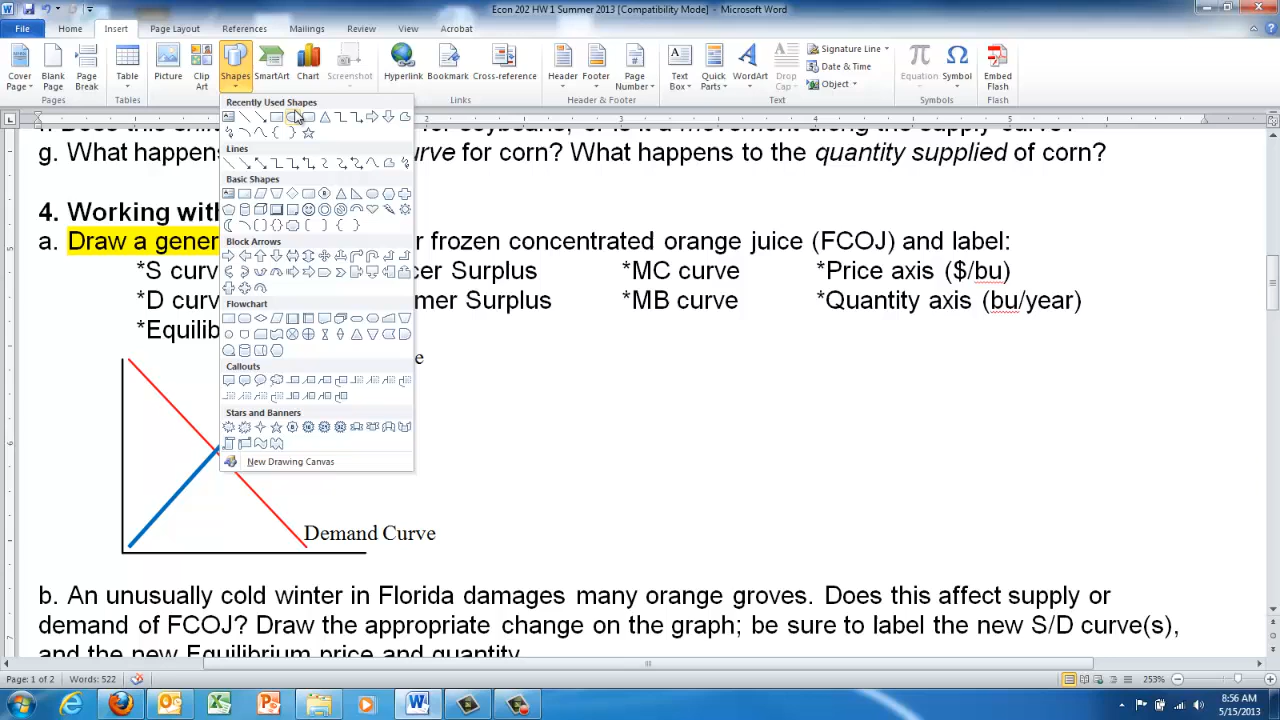 Econ 202 HW 1 Summer 2013 [Compatibility Mode] - Microsoft Word
File Home Insert Page Layout References Mailings Review View Acrobat
Cover Page Blank Page Page Break Table Picture Clip Art Shapes SmartArt Chart Screenshot Hyperlink Bookmark Cross-reference Header Footer Page Number Text Box Quick Parts WordArt Drop Cap Signature Line Date & Time Object Equation Symbol Embed Flash
Pages Tables Links Header & Footer Text Symbols Flash
Recently Used Shapes
Lines
Basic Shapes
Block Arrows
Flowchart
Callouts
Stars and Banners
New Drawing Canvas
g. What happens urve for corn? What happens to the quantity supplied of corn?
4. Working with
a. Draw a gener r frozen concentrated orange juice (FCOJ) and label:
*S curv cer Surplus *MC curve *Price axis ($/bu)
*D curv mer Surplus *MB curve *Quantity axis (bu/year)
*Equilib
e
Demand Curve
b. An unusually cold winter in Florida damages many orange groves. Does this affect supply or
demand of FCOJ? Draw the appropriate change on the graph; be sure to label the new S/D curve(s),
and the new Equilibrium price and quantity.
Page: 1 of 2 Words: 522 253%
8:56 AM
5/15/2013